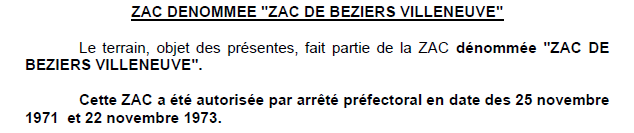 ZAC DENOMMEE "ZAC DE BEZIERS VILLENEUVE"
Le terrain, objet des présentes, fait partie de la ZAC dénommée "ZAC DE
BEZIERS VILLENEUVE".
Cette ZAC a été autorisée par arrêté préfectoral en date des 25 novembre
1971 et 22 novembre 1973.